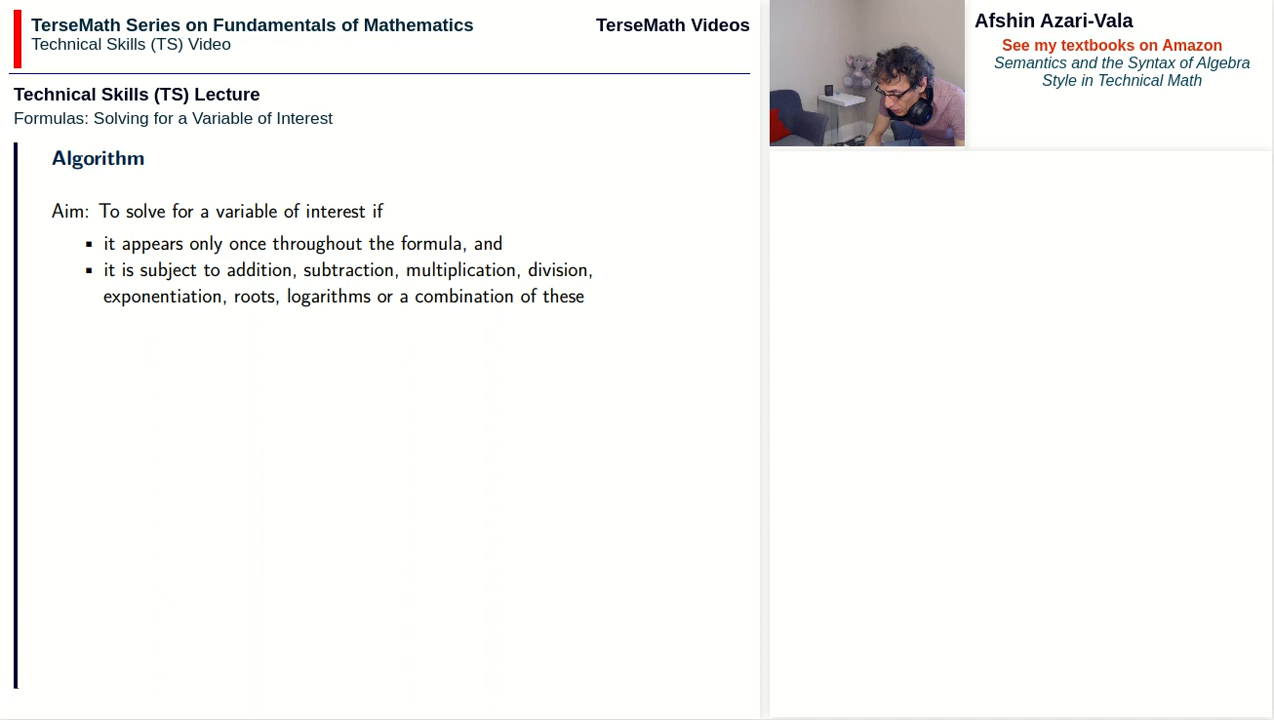 TerseMath Series on Fundamentals of Mathematics
Technical Skills (TS) Video
TerseMath Videos
Technical Skills (TS) Lecture
Formulas: Solving for a Variable of Interest
Algorithm
Aim: To solve for a variable of interest if
▪ it appears only once throughout the formula, and
▪ it is subject to addition, subtraction, multiplication, division,
exponentiation, roots, logarithms or a combination of these
Afshin Azari-Vala
See my textbooks on Amazon
Semantics and the Syntax of Algebra
Style in Technical Math